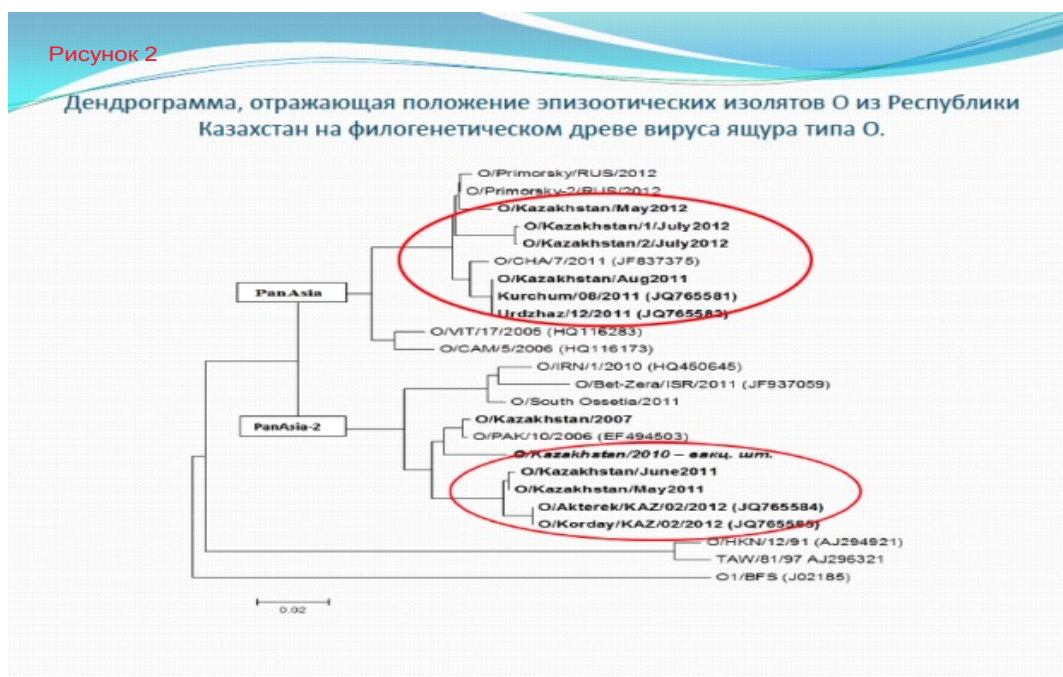 Рисунок 2
Дендрограмма, отражающая положение эпизоотических изолятов О из Республики
Казахстан на филогенетическом древе вируса ящура типа О.
O/Primorsky/RUS/2012
O/Primorsky-2/RUS/2012
O/Kazakhstan/May2012
O/Kazakhstan/1/July2012
O/Kazakhstan/2/July2012
O/CHA/7/2011 (JF837375)
O/Kazakhstan/Aug2011
PanAsia
Kurchum/08/2011 (JQ765581)
Urdzhaz/12/2011 (JQ765583)
O/VIT/17/2005 (HQ116283)
O/CAM/5/2006 (HQ116173)
O/IRN/1/2010 (HQ450645)
O/Bet-Zera/ISR/2011 (JF937059)
O/South Ossetia/2011
O/Kazakhstan/2007
PanAsia-2
O/PAK/10/2006 (EF494503)
O/Kazakhstan/2010 – вакц. шт.
O/Kazakhstan/June2011
O/Kazakhstan/May2011
O/Akterek/KAZ/02/2012 (JQ765584)
O/Korday/KAZ/02/2012 (JQ765585)
O/HKN/12/91 (AJ294921)
TAW/81/97 AJ296321
O1/BFS (J02185)
0.02